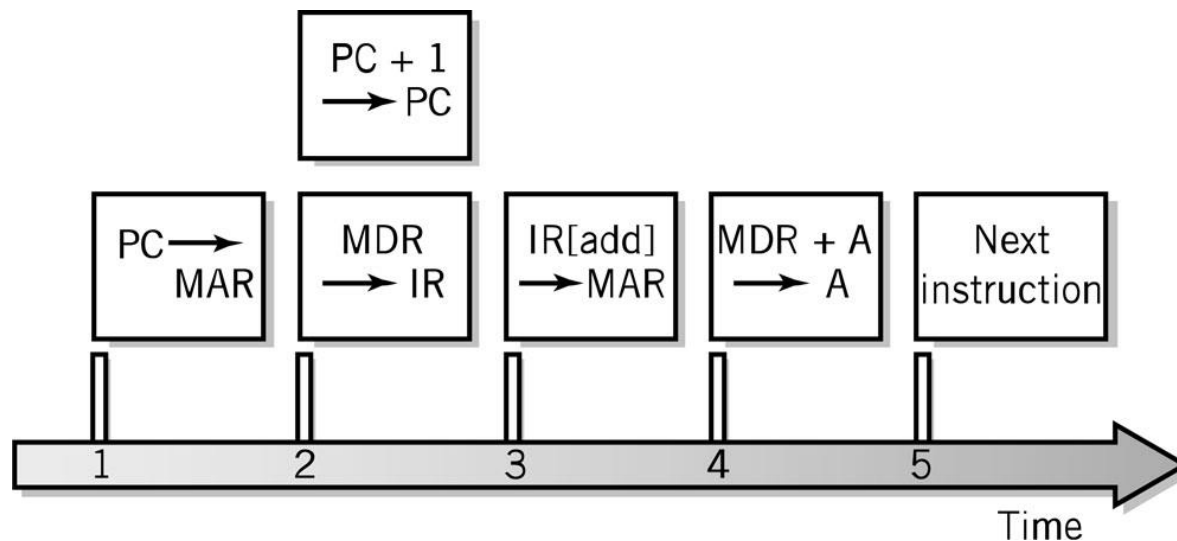 PC + 1
→ PC
PC →
MAR
MDR
→ IR
IR[add]
→ MAR
MDR + A
→ A
Next
instruction
1 2 3 4 5
Time